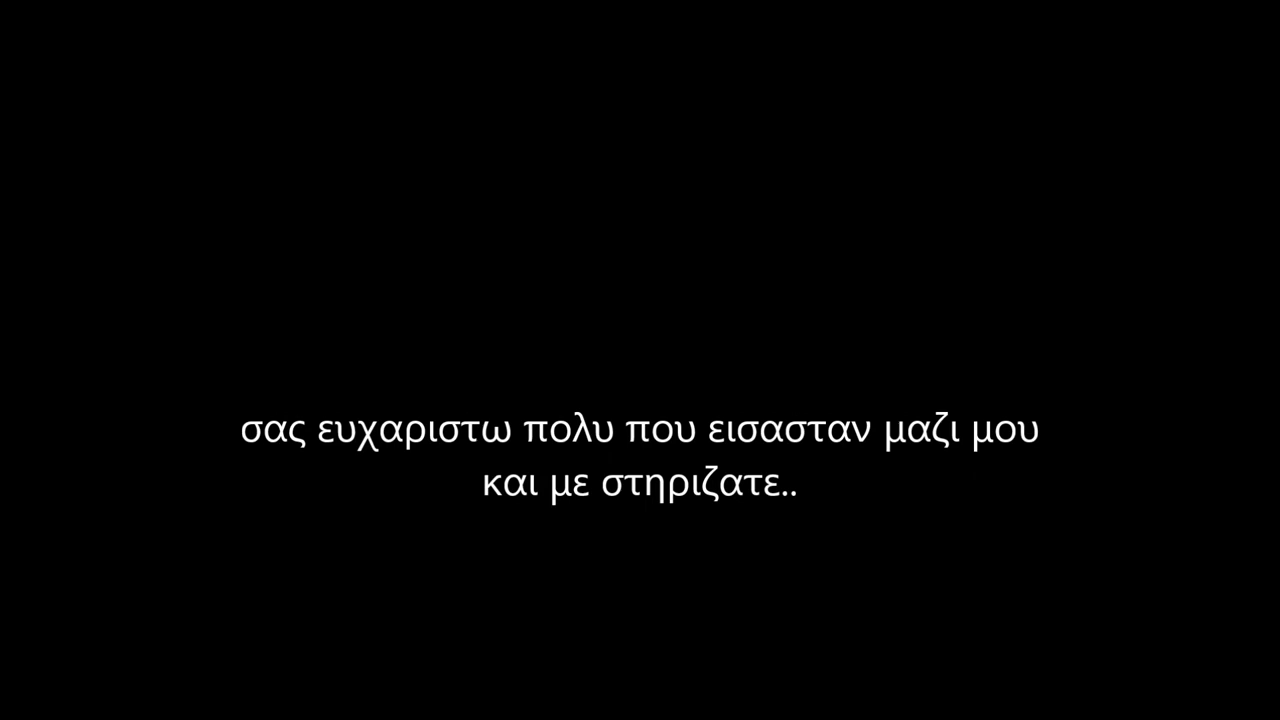 σας ευχαριστω πολυ που εισασταν μαζι μου
και με στηριζατε..